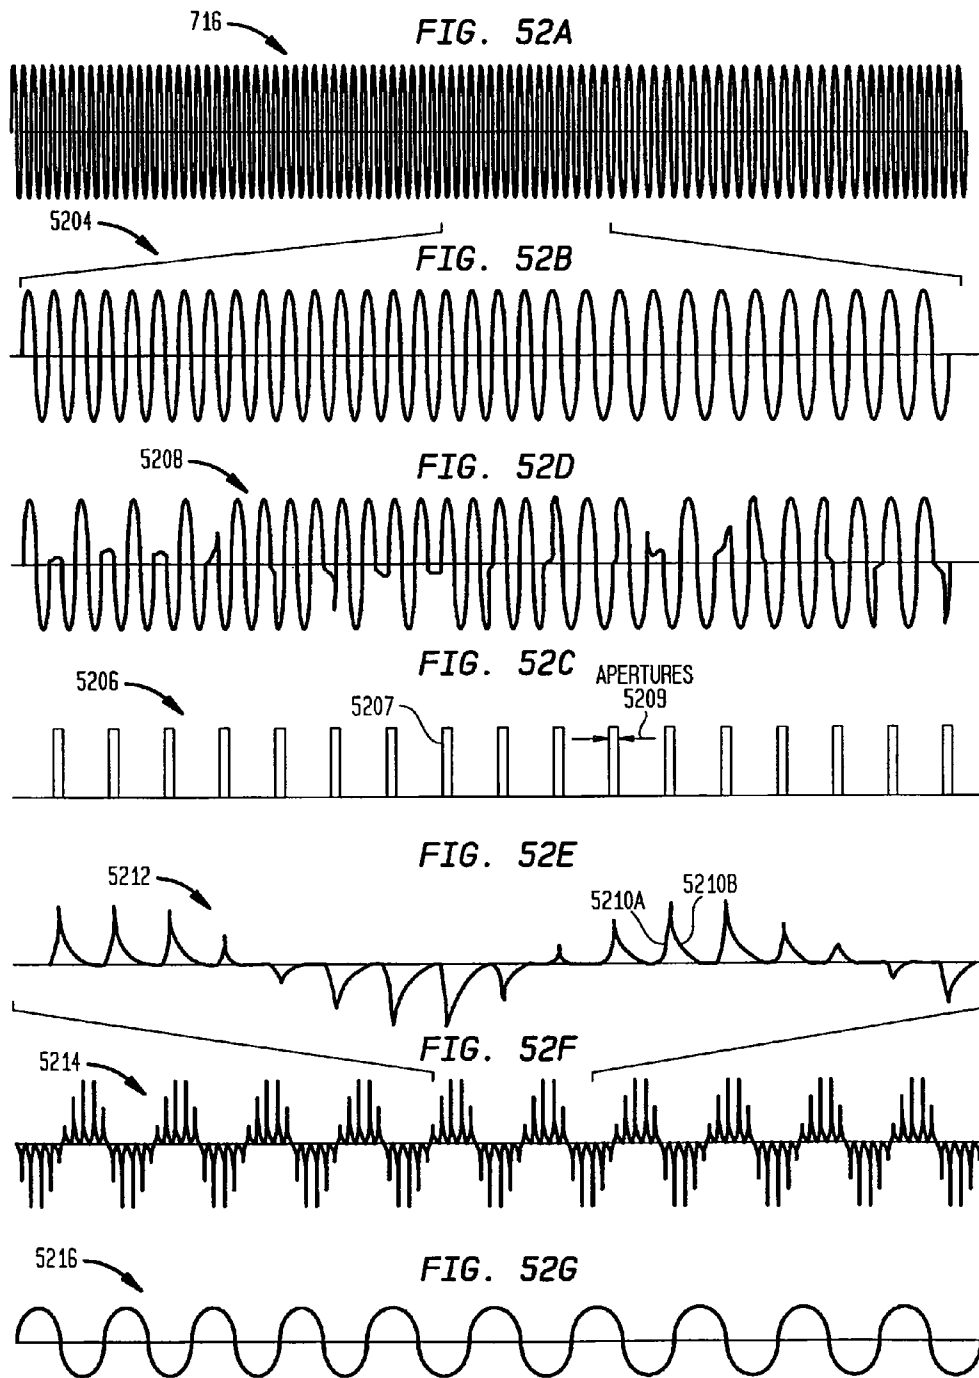 716
FIG. 52A
5204
FIG. 52B
5208
FIG. 52D
FIG. 52C
5206
5207
APERTURES
5209
FIG. 52E
5212
5210A
5210B
FIG. 52F
5214
FIG. 52G
5216